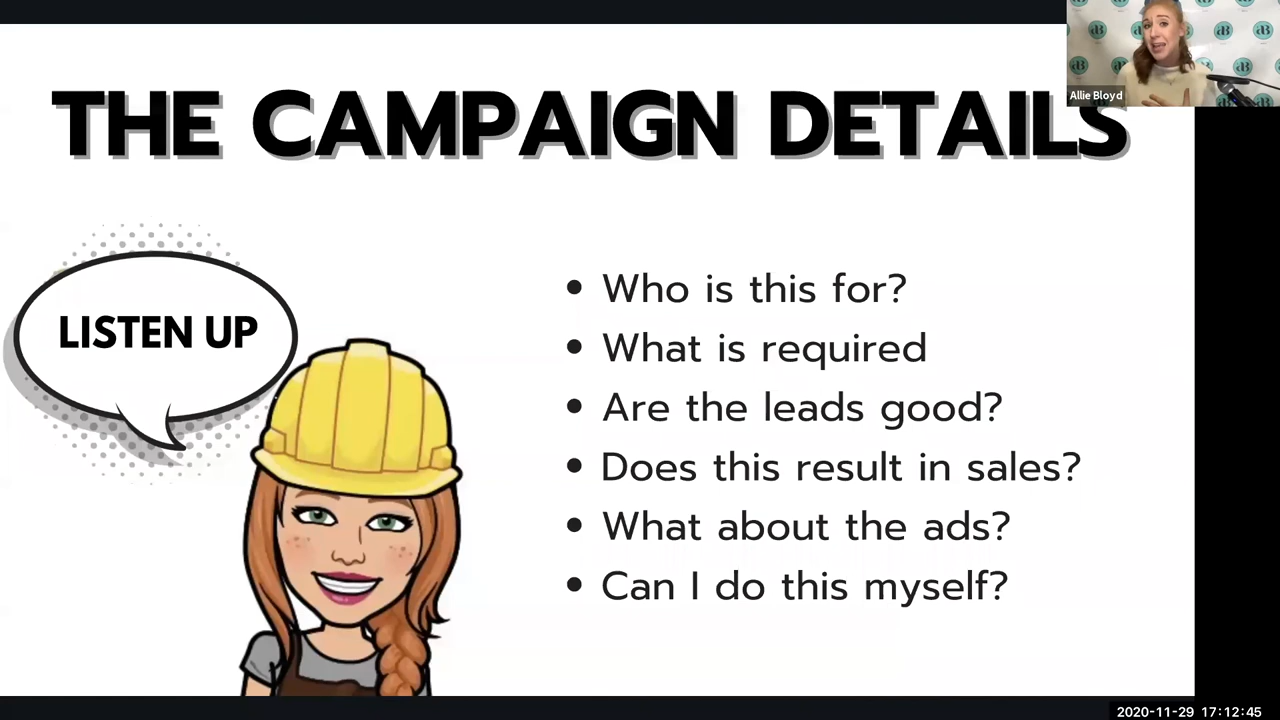 THE CAMPAIGN DETAILS
Allie Bloyd
LISTEN UP
• Who is this for?
• What is required
• Are the leads good?
• Does this result in sales?
• What about the ads?
• Can I do this myself?
2020-11-29 17:12:45